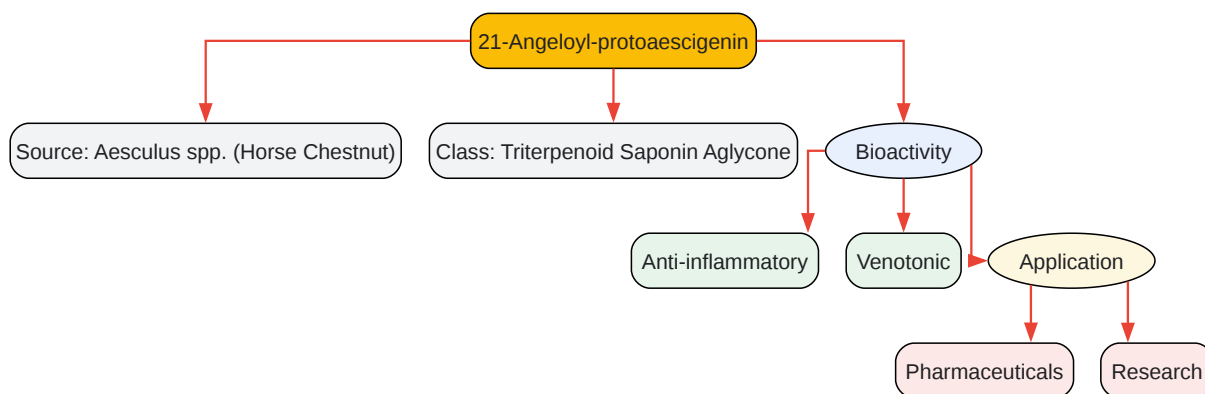 21-Angeloyl-protoaescigenin
Source: Aesculus spp. (Horse Chestnut)
Class: Triterpenoid Saponin Aglycone
Bioactivity
Anti-inflammatory
Venotonic
Application
Pharmaceuticals
Research